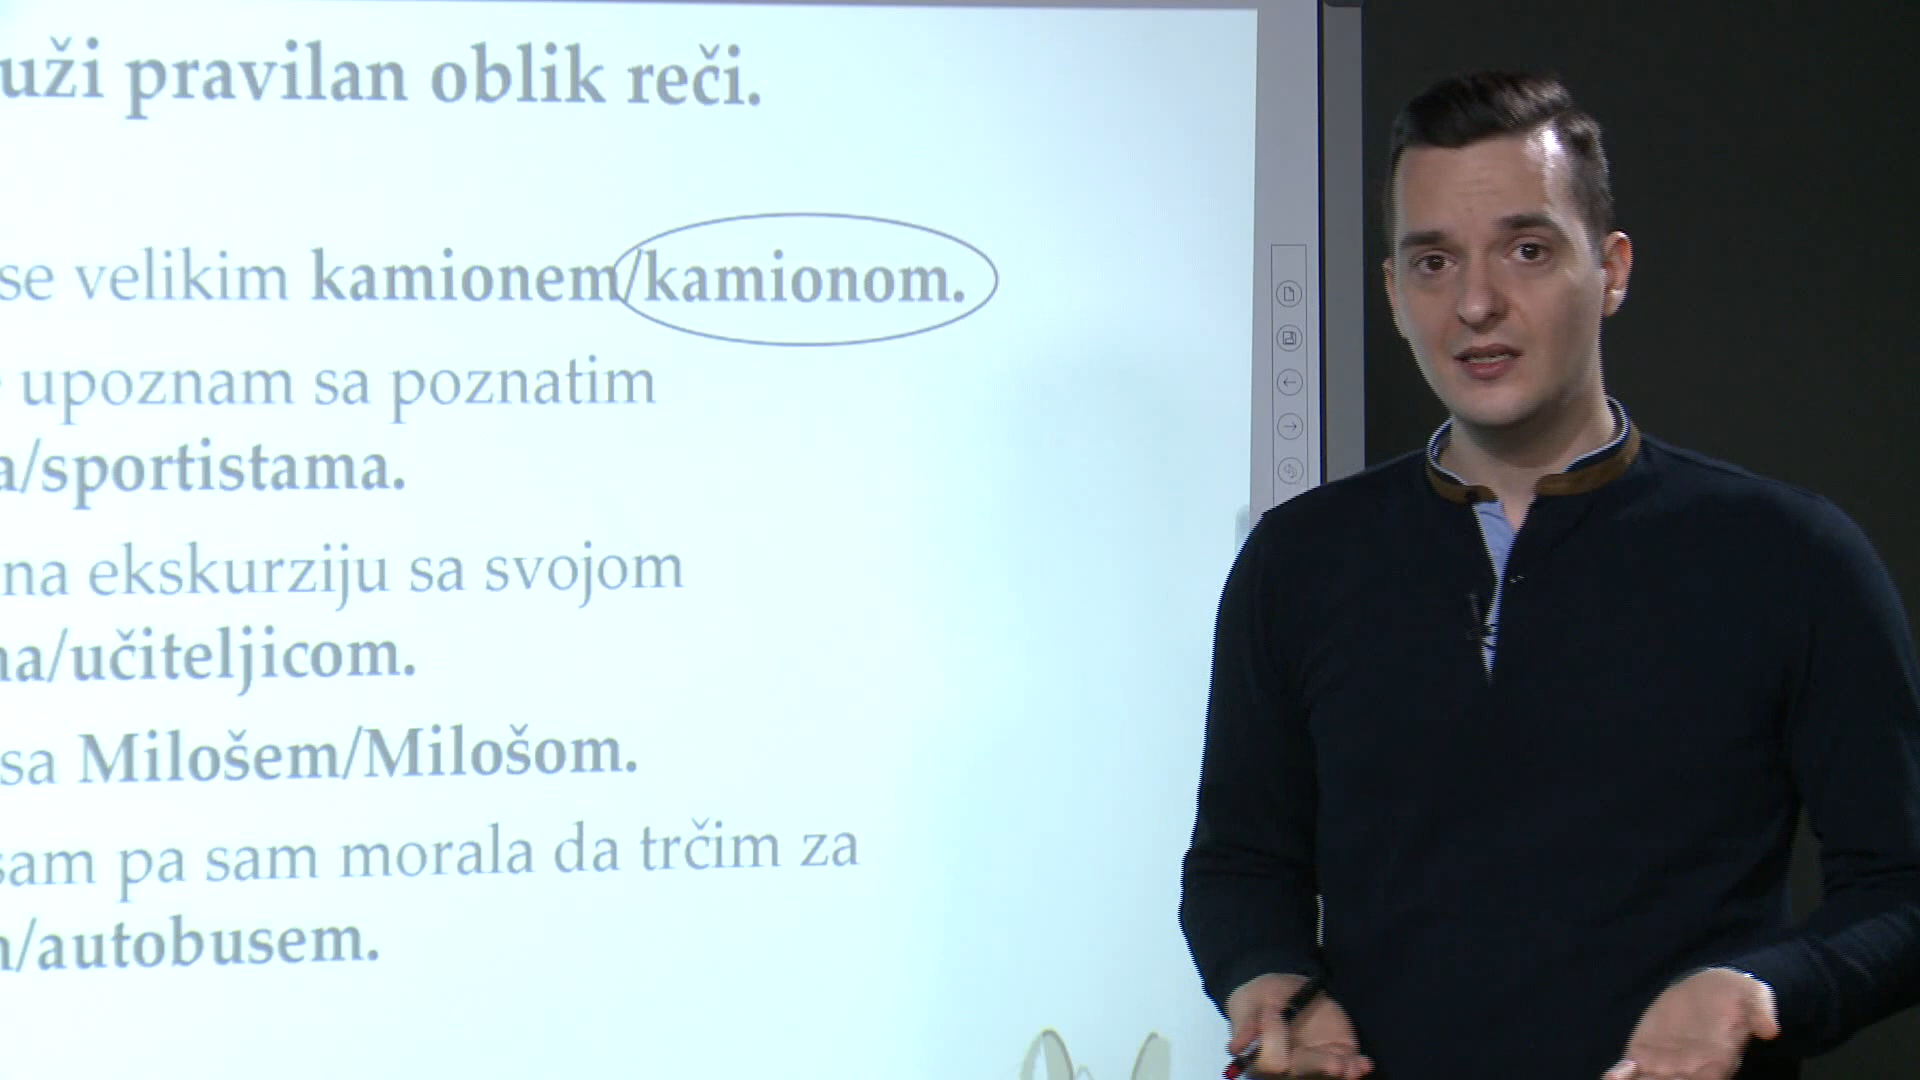 uži pravilan oblik reči.
se velikim kamionem/kamionom.
upoznam sa poznatim
a/sportistama.
na ekskurziju sa svojom
na/učiteljicom.
sa Milošem/Milošom.
sam pa sam morala da trčim za
m/autobusem.